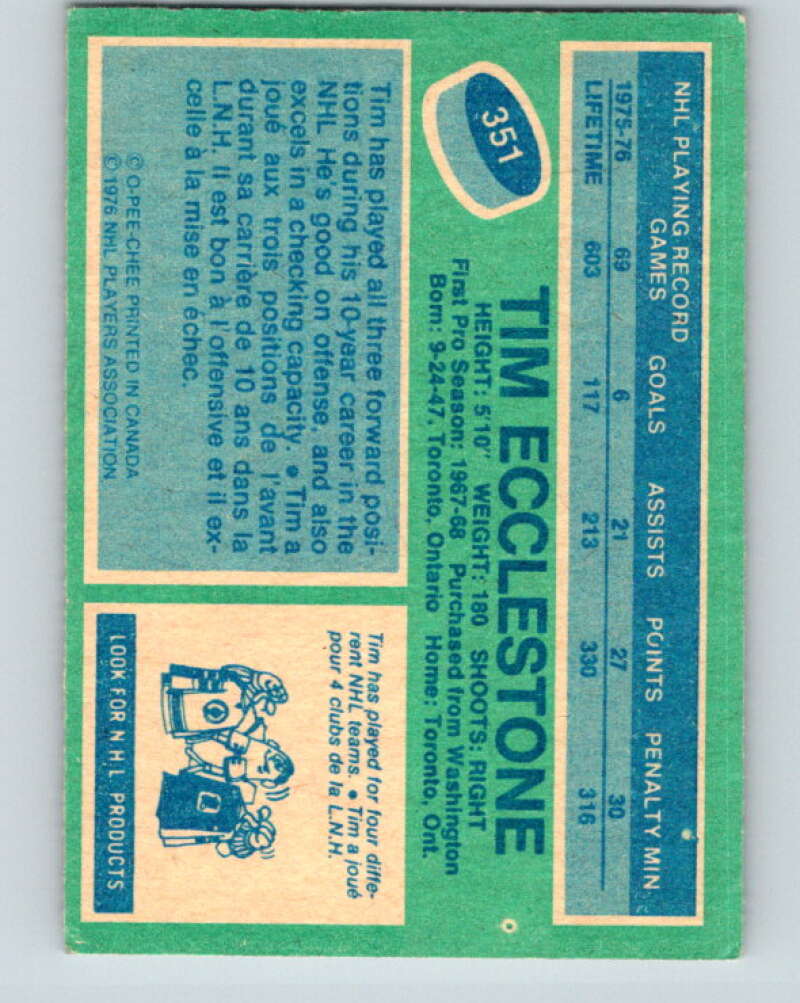 NHL PLAYING RECORD
GAMES GOALS ASSISTS POINTS PENALTY MIN
1975-76 69 6 21 27 30
LIFETIME 603 117 213 330 316
351
TIM ECCLESTONE
HEIGHT: 5'10' WEIGHT: 180 SHOOTS: RIGHT
First Pro Season: 1967-68 Purchased from Washington
Born: 9-24-47, Toronto, Ontario Home: Toronto, Ont.
Tim has played all three forward posi-
tions during his 10-year career in the
NHL He's good on offense, and also
excels in a checking capacity. • Tim a
joué aux trois positions de l'avant
durant sa carrière de 10 ans dans la
L.N.H. Il est bon à l'offensive et il ex-
celle à la mise en échec.
© O-PEE-CHEE PRINTED IN CANADA
© 1976 NHL PLAYERS ASSOCIATION
Tim has played for four diffe-
rent NHL teams. • Tim a joué
pour 4 clubs de la L.N.H.
LOOK FOR NHL PRODUCTS